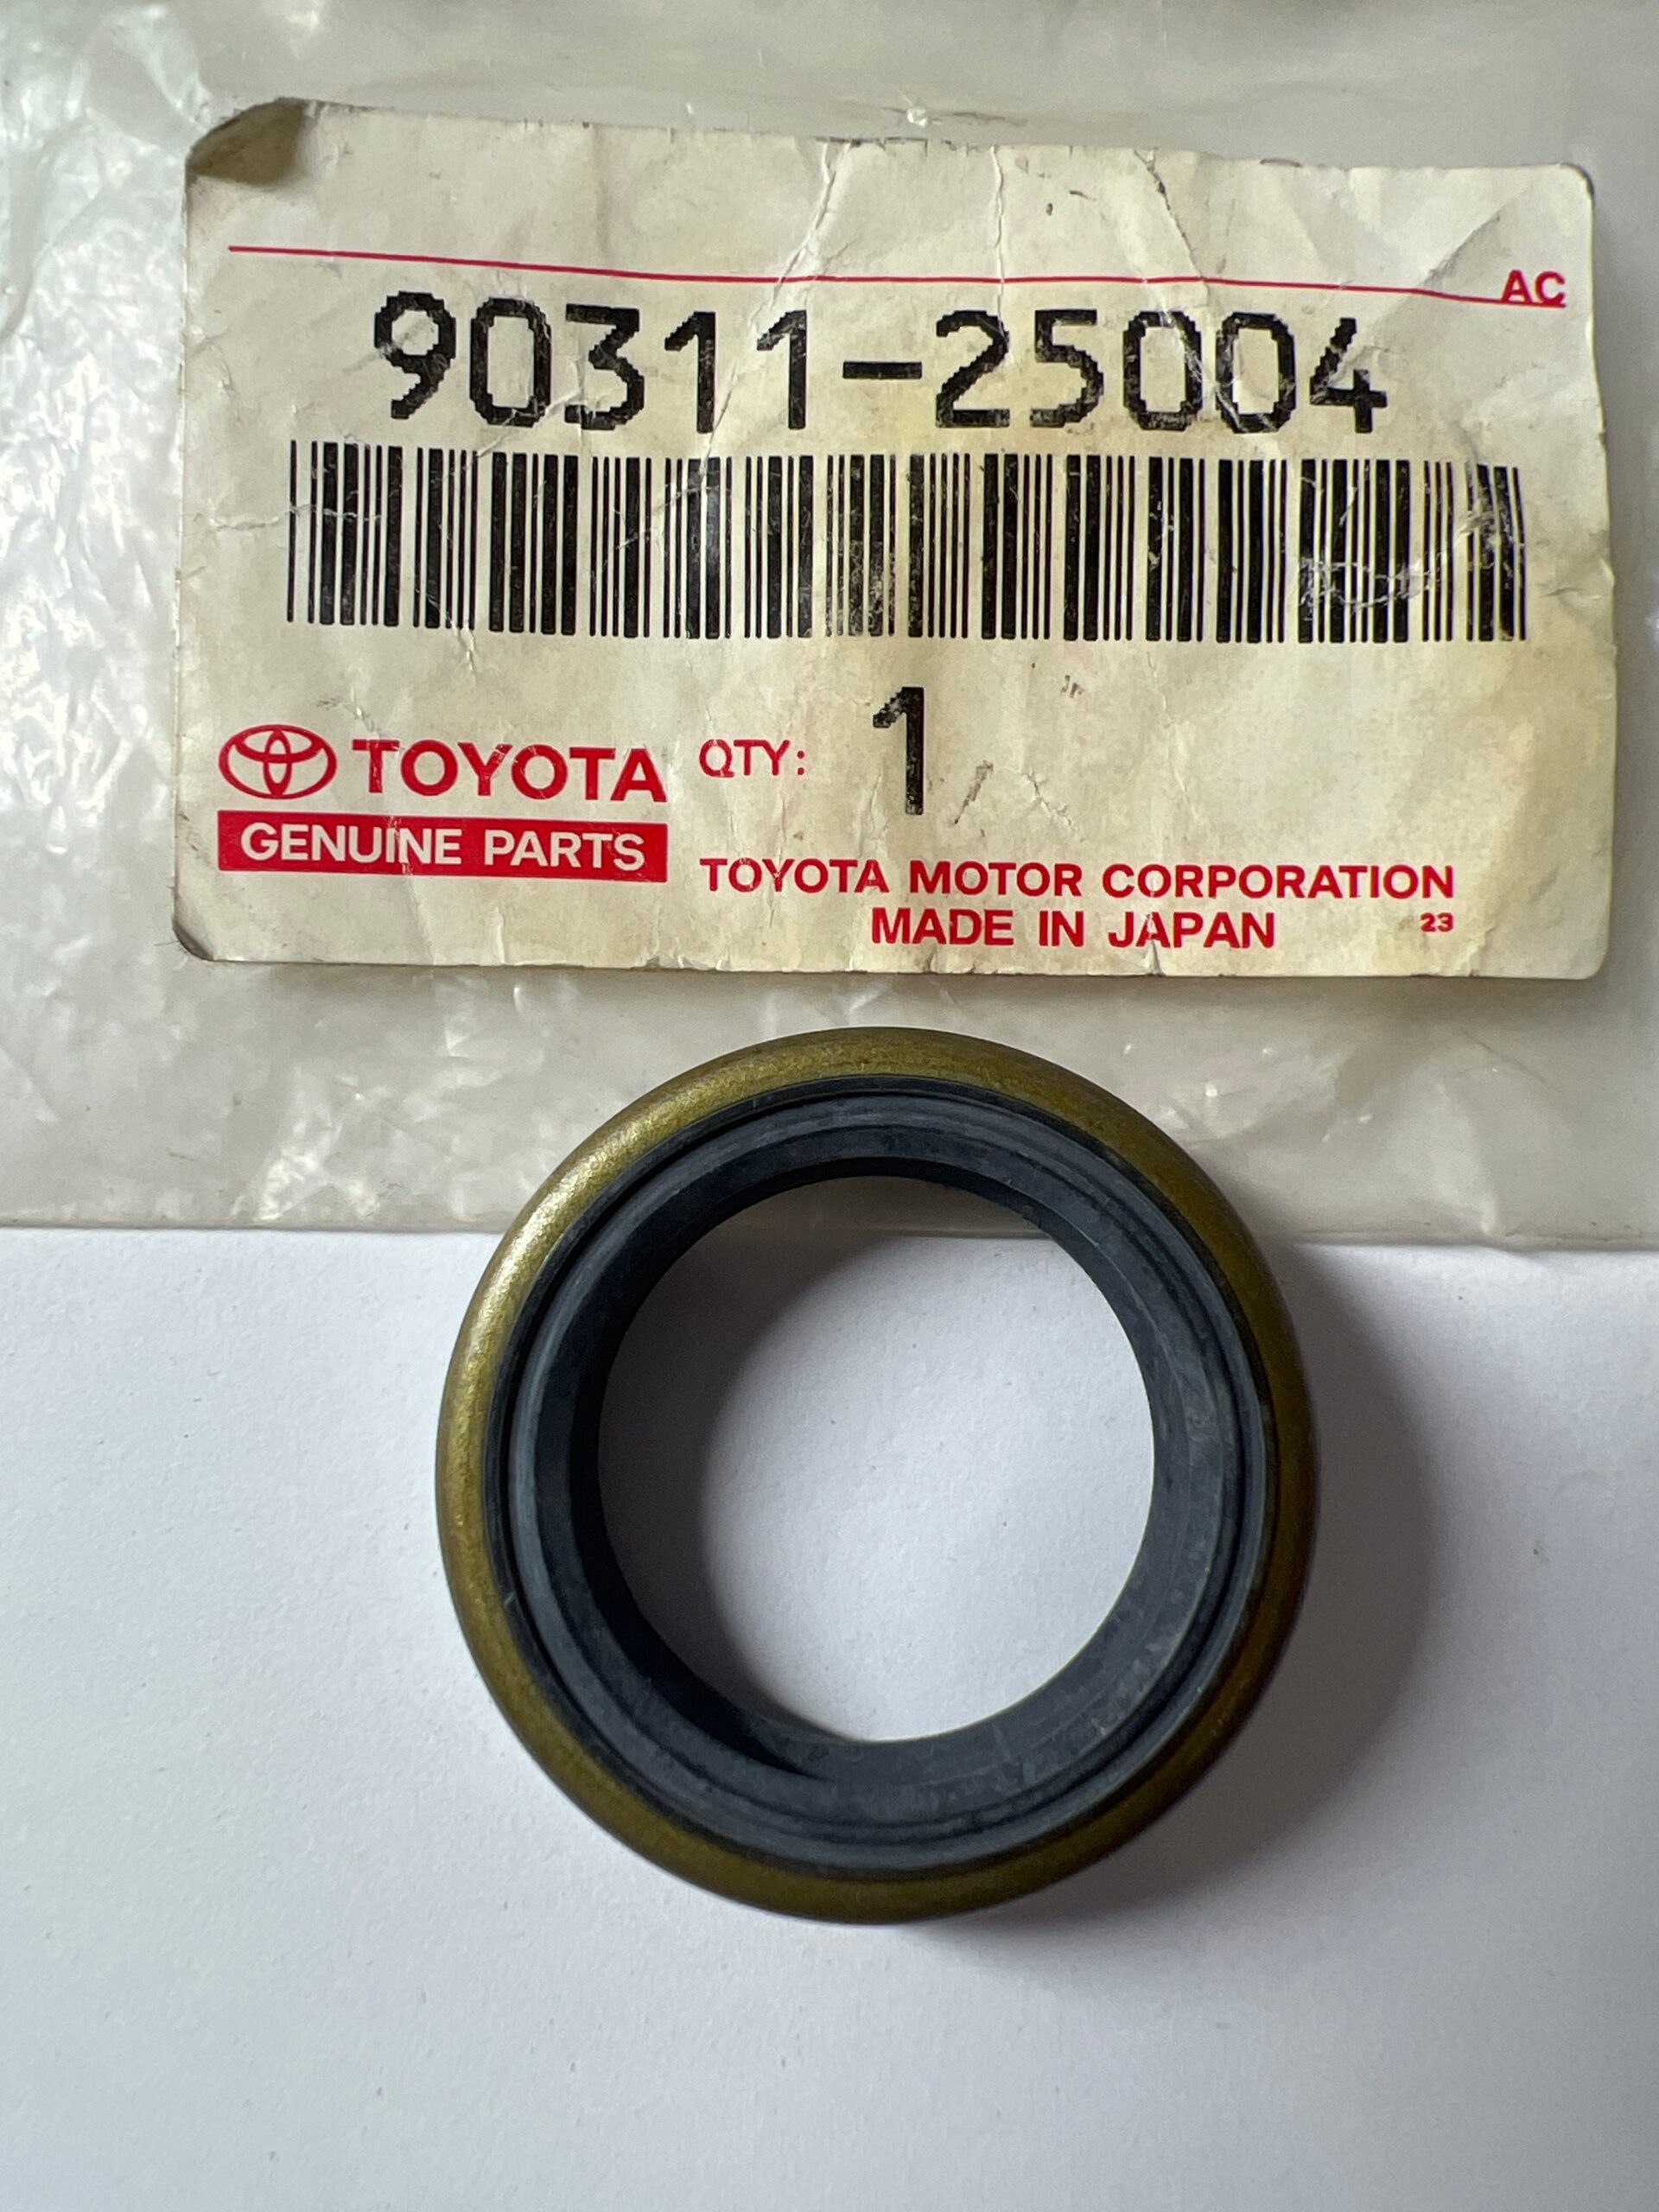 AC
90311-25004
TOYOTA QTY: 1
GENUINE PARTS
TOYOTA MOTOR CORPORATION
MADE IN JAPAN 23